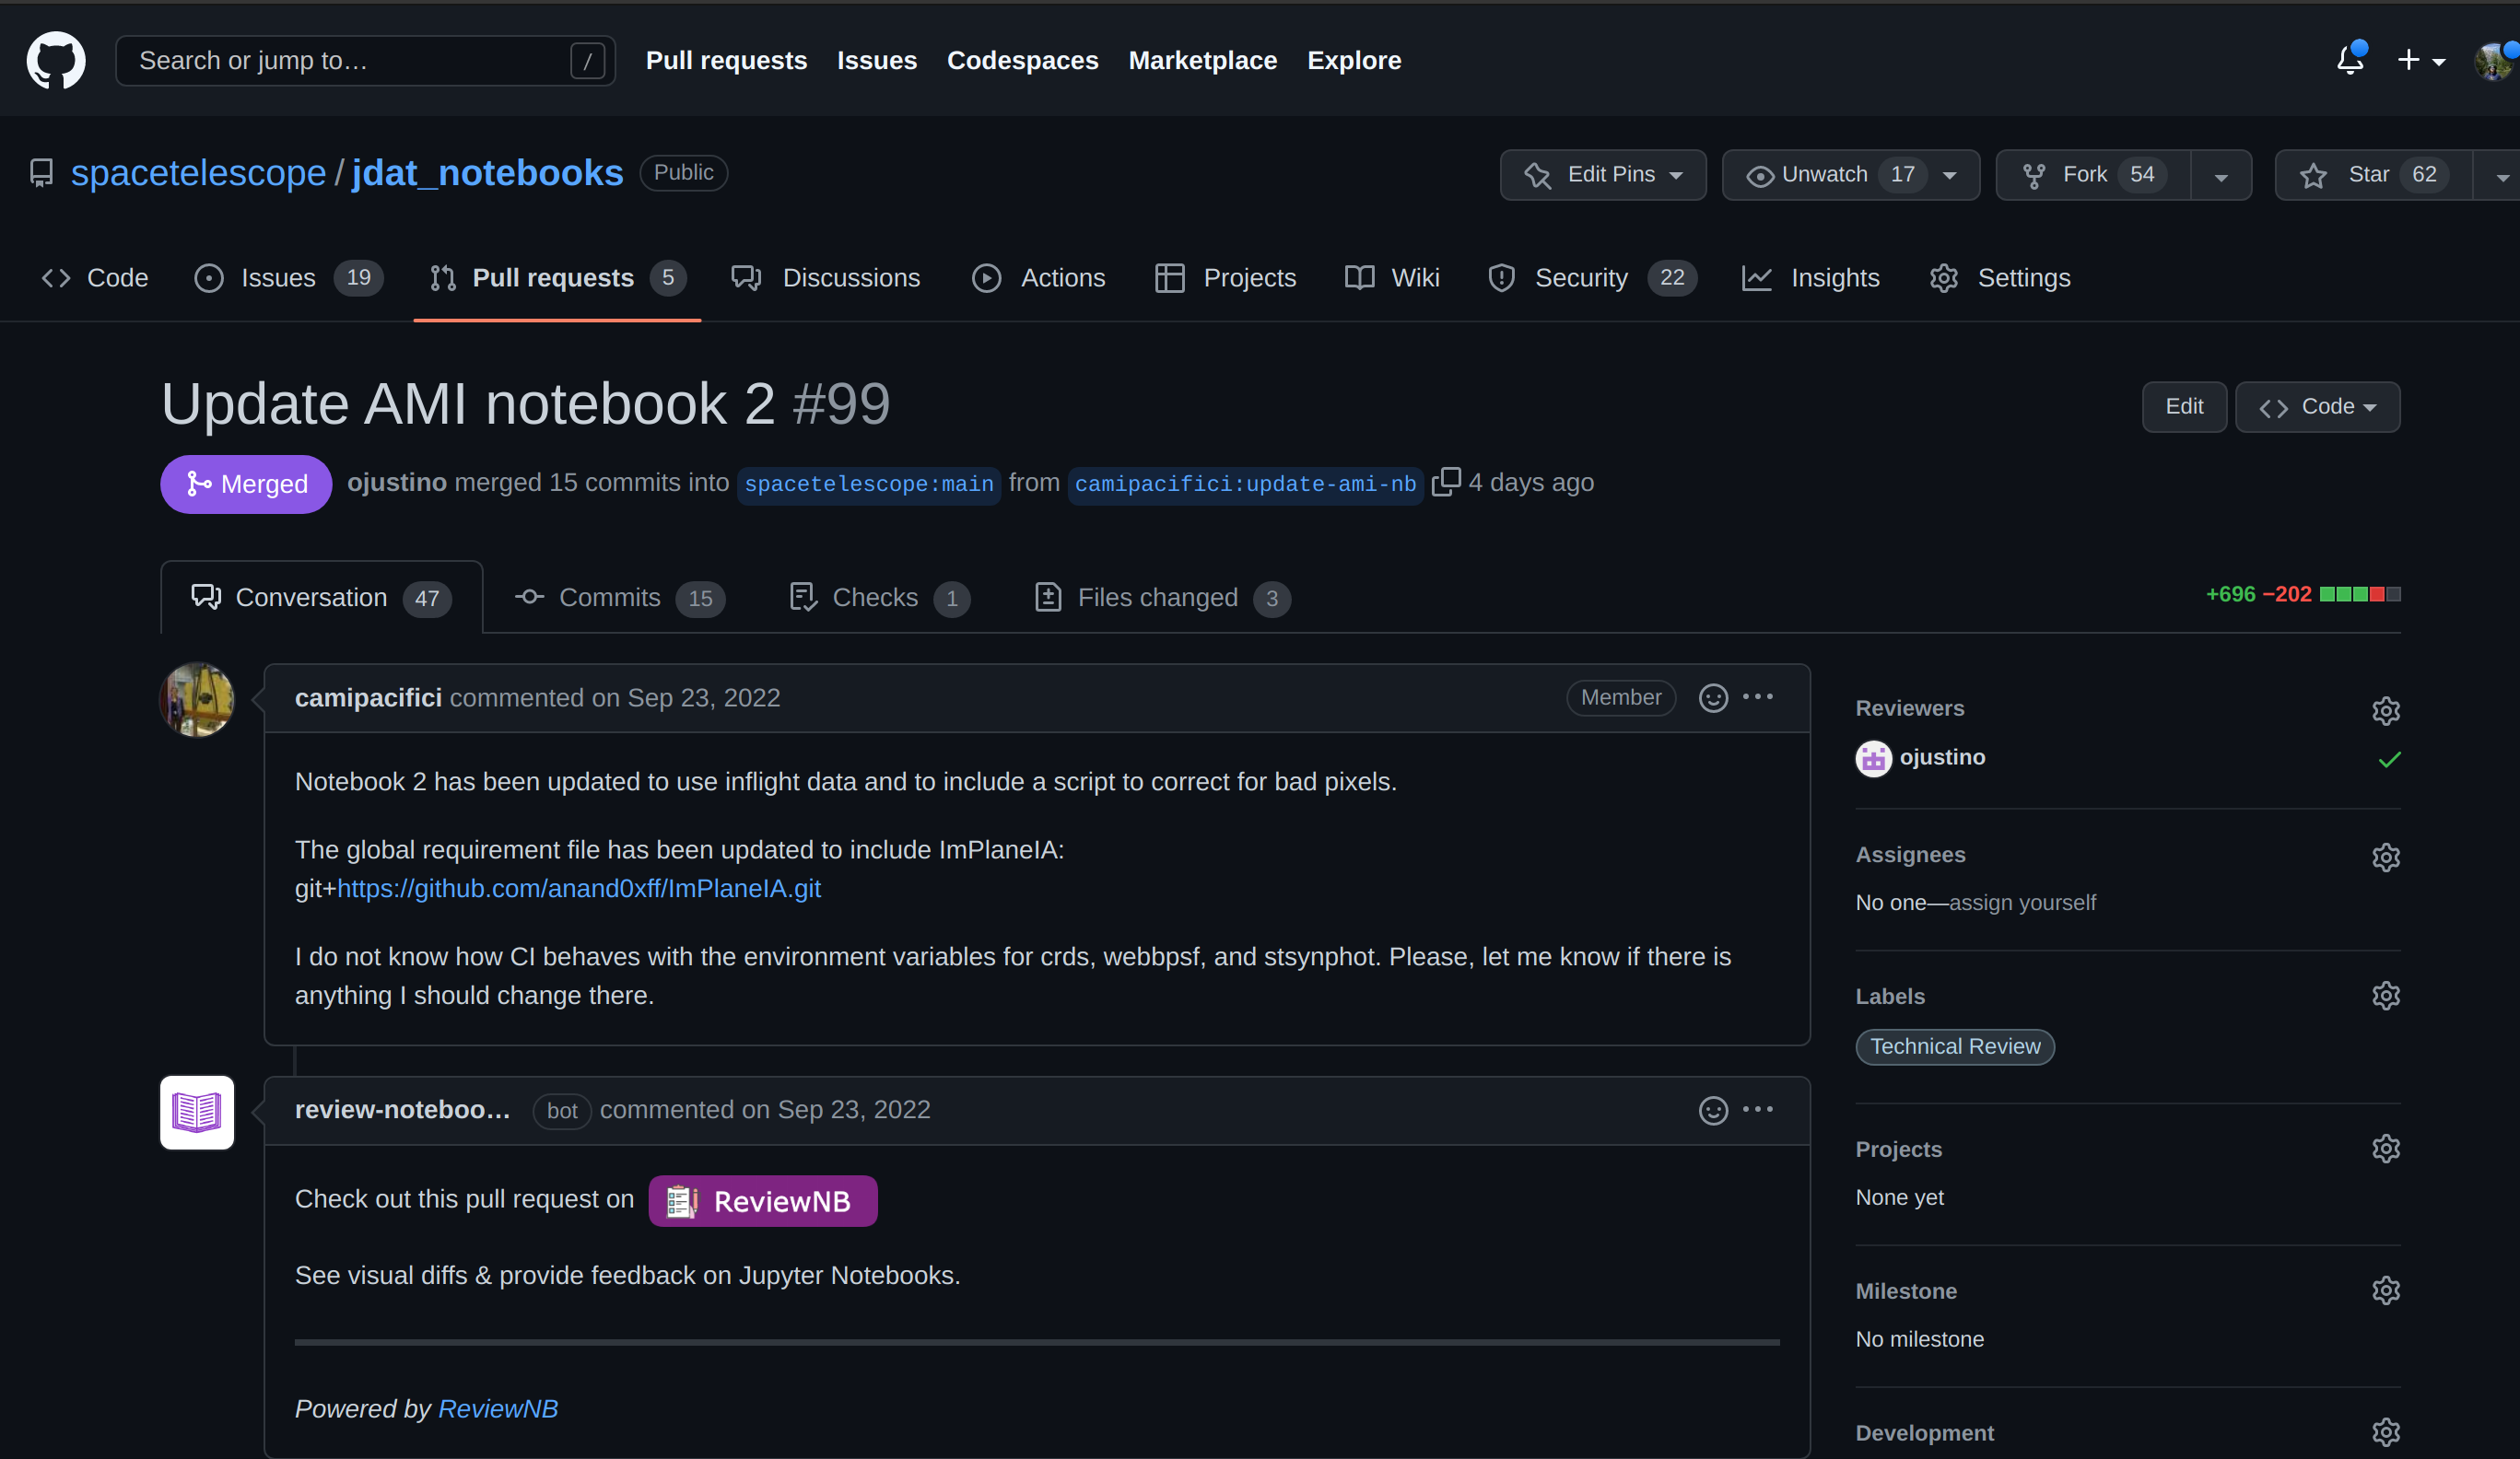 Search or jump to… /
Pull requests Issues Codespaces Marketplace Explore
spacetelescope / jdat_notebooks Public
Edit Pins Unwatch 17 Fork 54 Star 62
Code Issues 19 Pull requests 5 Discussions Actions Projects Wiki Security 22 Insights Settings
Update AMI notebook 2 #99
Edit Code
Merged ojustino merged 15 commits into spacetelescope:main from camipacifici:update-ami-nb 4 days ago
Conversation 47 Commits 15 Checks 1 Files changed 3
+696 −202
camipacifici commented on Sep 23, 2022 Member
Notebook 2 has been updated to use inflight data and to include a script to correct for bad pixels.
The global requirement file has been updated to include ImPlaneIA:
git+https://github.com/anand0xff/ImPlaneIA.git
I do not know how CI behaves with the environment variables for crds, webbpsf, and stsynphot. Please, let me know if there is
anything I should change there.
review-noteboo… bot commented on Sep 23, 2022
Check out this pull request on ReviewNB
See visual diffs & provide feedback on Jupyter Notebooks.
Powered by ReviewNB
Reviewers
ojustino
Assignees
No one—assign yourself
Labels
Technical Review
Projects
None yet
Milestone
No milestone
Development